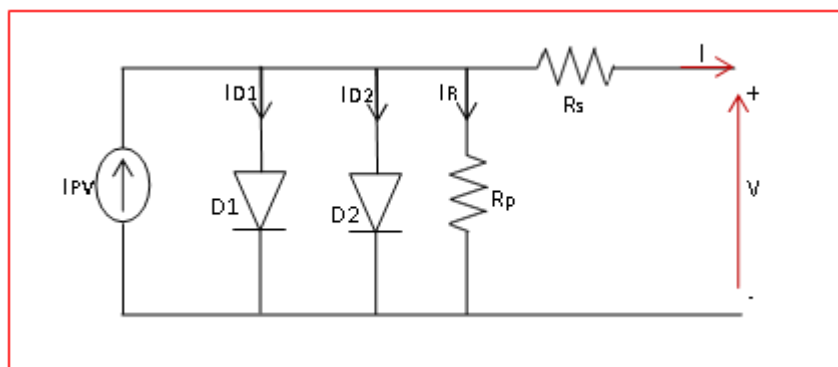 I
ID1
ID2
IR
Rs
+
IPV
D1
D2
Rp
V
-